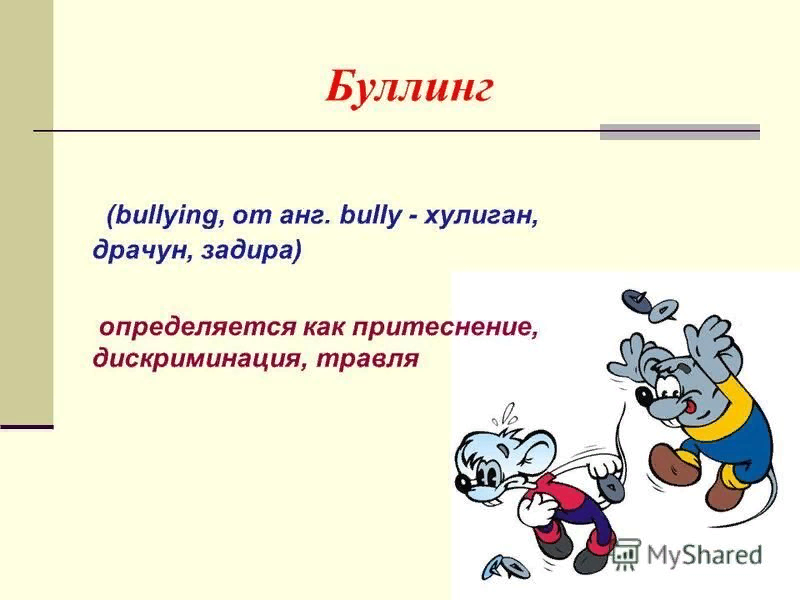 Буллинг
(bullying, от анг. bully - хулиган,
драчун, задира)
определяется как притеснение,
дискриминация, травля
MyShared